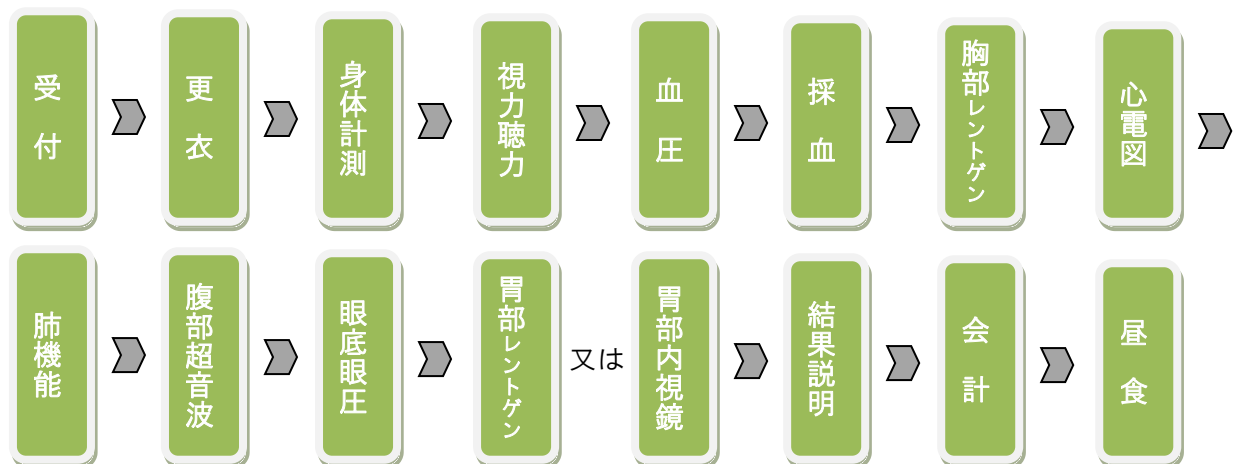 受付
更衣
身体計測
視力聴力
血圧
採血
胸部レントゲン
心電図
肺機能
腹部超音波
眼底眼圧
胃部レントゲン
又は
胃部内視鏡
結果説明
会計
昼食